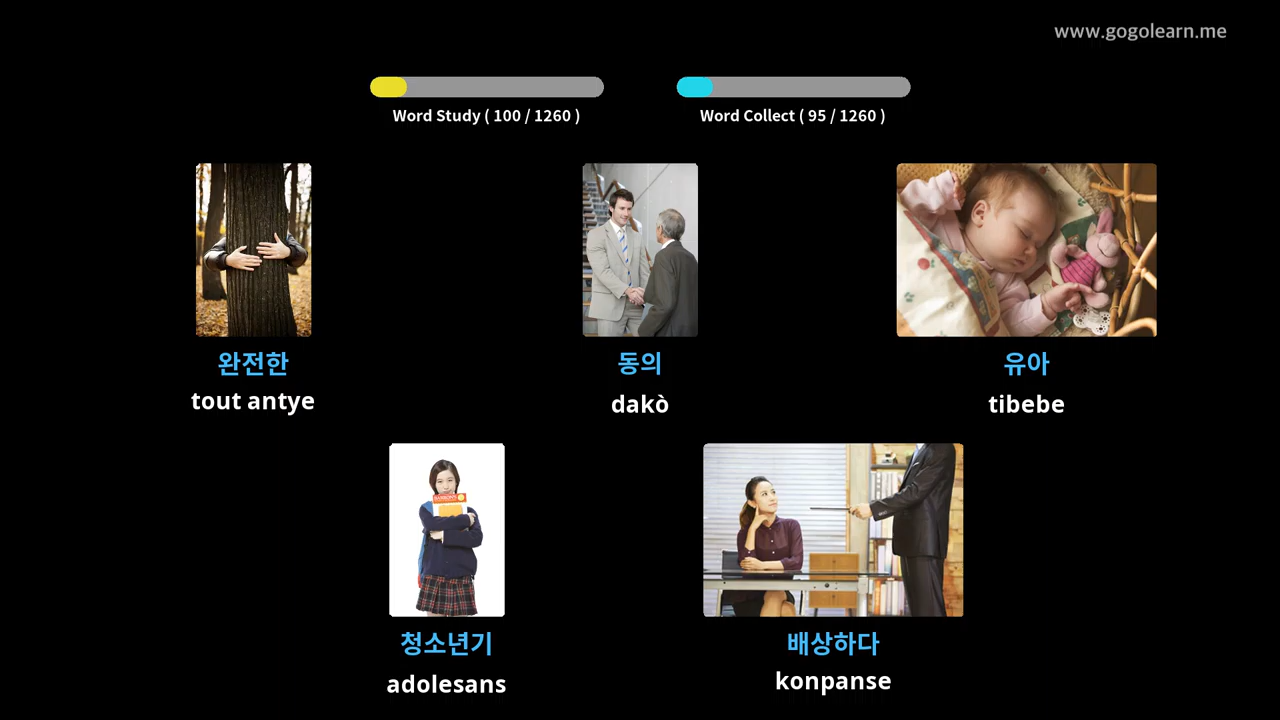 www.gogolearn.me
Word Study ( 100 / 1260 )
Word Collect ( 95 / 1260 )
완전한
tout antye
동의
dakò
유아
tibebe
청소년기
adolesans
배상하다
konpanse